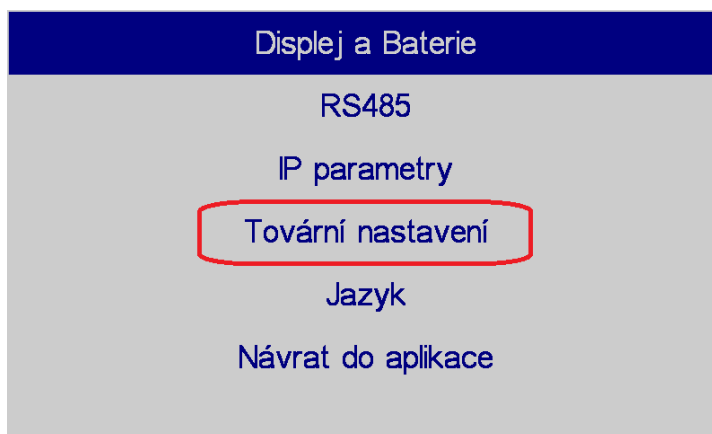 Displej a Baterie
RS485
IP parametry
Tovární nastavení
Jazyk
Návrat do aplikace